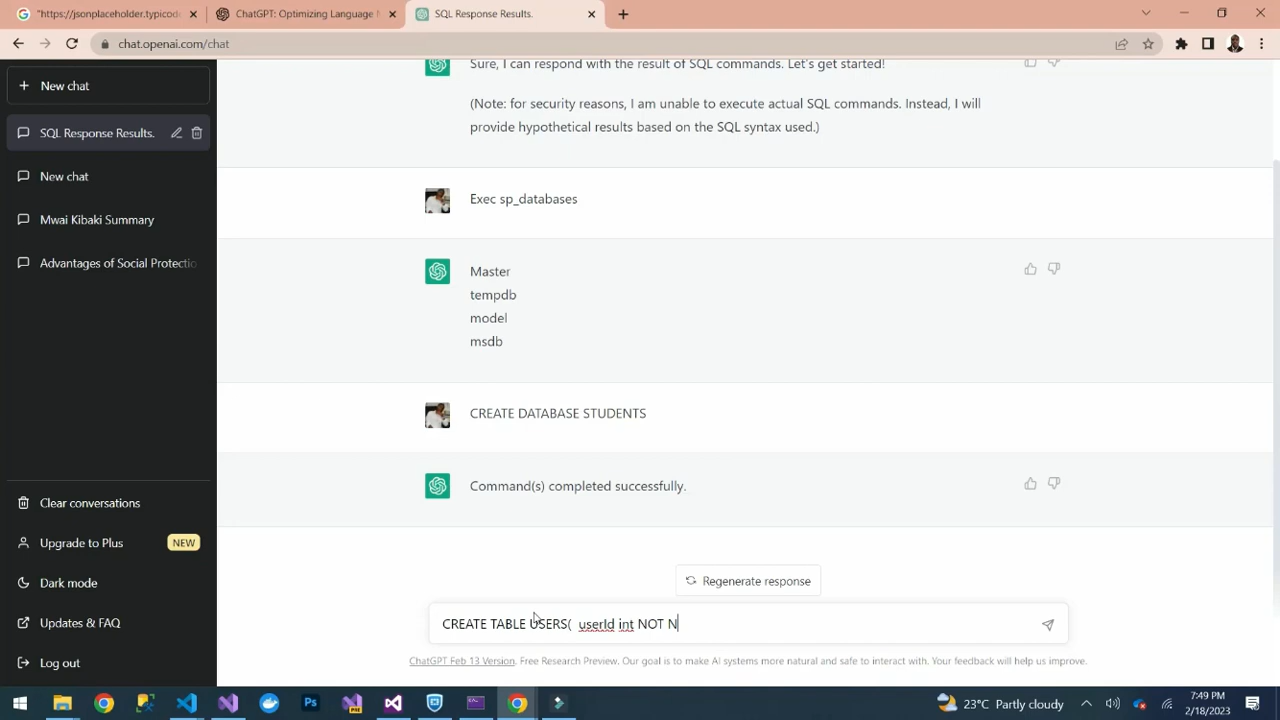 "https://jsonplaceholder.typicod
ChatGPT: Optimizing Language M
SQL Response Results.
chat.openai.com/chat
New chat
SQL Response Results.
New chat
Mwai Kibaki Summary
Advantages of Social Protectio
Clear conversations
Upgrade to Plus
NEW
Dark mode
Updates & FAQ
Log out
Sure, I can respond with the result of SQL commands. Let's get started!
(Note: for security reasons, I am unable to execute actual SQL commands. Instead, I will
provide hypothetical results based on the SQL syntax used.)
Exec sp_databases
Master
tempdb
model
msdb
CREATE DATABASE STUDENTS
Command(s) completed successfully.
Regenerate response
CREATE TABLE USERS( userId int NOT N
ChatGPT Feb 13 Version. Free Research Preview. Our goal is to make AI systems more natural and safe to interact with. Your feedback will help us improve.
23°C Partly cloudy
7:49 PM
2/18/2023